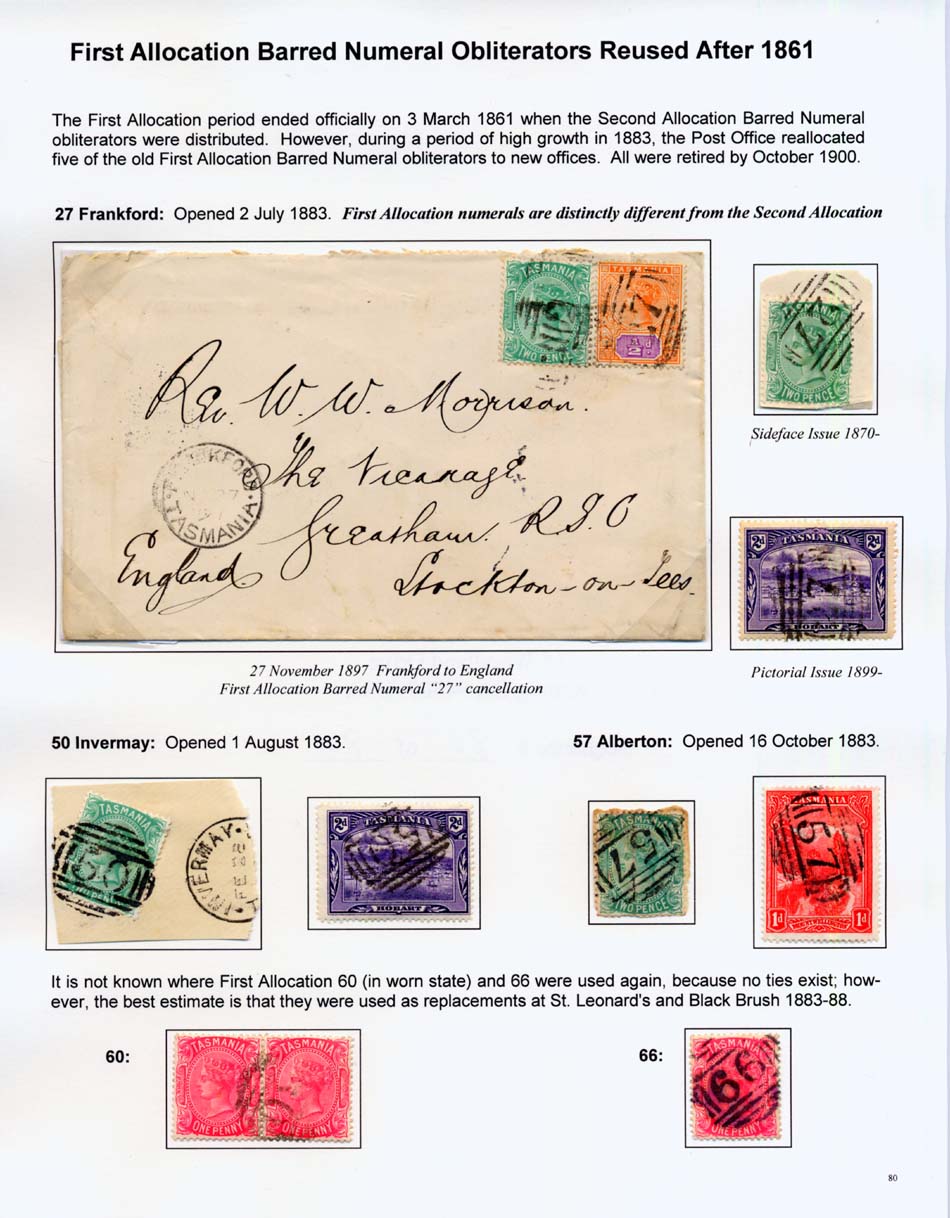 First Allocation Barred Numeral Obliterators Reused After 1861
The First Allocation period ended officially on 3 March 1861 when the Second Allocation Barred Numeral
obliterators were distributed. However, during a period of high growth in 1883, the Post Office reallocated
five of the old First Allocation Barred Numeral obliterators to new offices. All were retired by October 1900.
27 Frankford: Opened 2 July 1883. First Allocation numerals are distinctly different from the Second Allocation
TASMANIA
TWO PENCE
TASMANIA
½d
Rev. W. W. Morrison.
The Vicarage
Greatham. R.S.O
Stockton-on-Tees.
England
FRANKFORD
27
TASMANIA
TASMANIA
TWO PENCE
Sideface Issue 1870-
2d TASMANIA 2d
HOBART
Pictorial Issue 1899-
27 November 1897 Frankford to England
First Allocation Barred Numeral “27” cancellation
50 Invermay: Opened 1 August 1883.
57 Alberton: Opened 16 October 1883.
TASMANIA
INVERMAY
2d TASMANIA 2d
HOBART
TASMANIA
57
TWO PENCE
TASMANIA
57
1d 1d
It is not known where First Allocation 60 (in worn state) and 66 were used again, because no ties exist; how-
ever, the best estimate is that they were used as replacements at St. Leonard's and Black Brush 1883-88.
60:
TASMANIA TASMANIA
ONE PENNY ONE PENNY
66:
TASMANIA
66
ONE PENNY
80